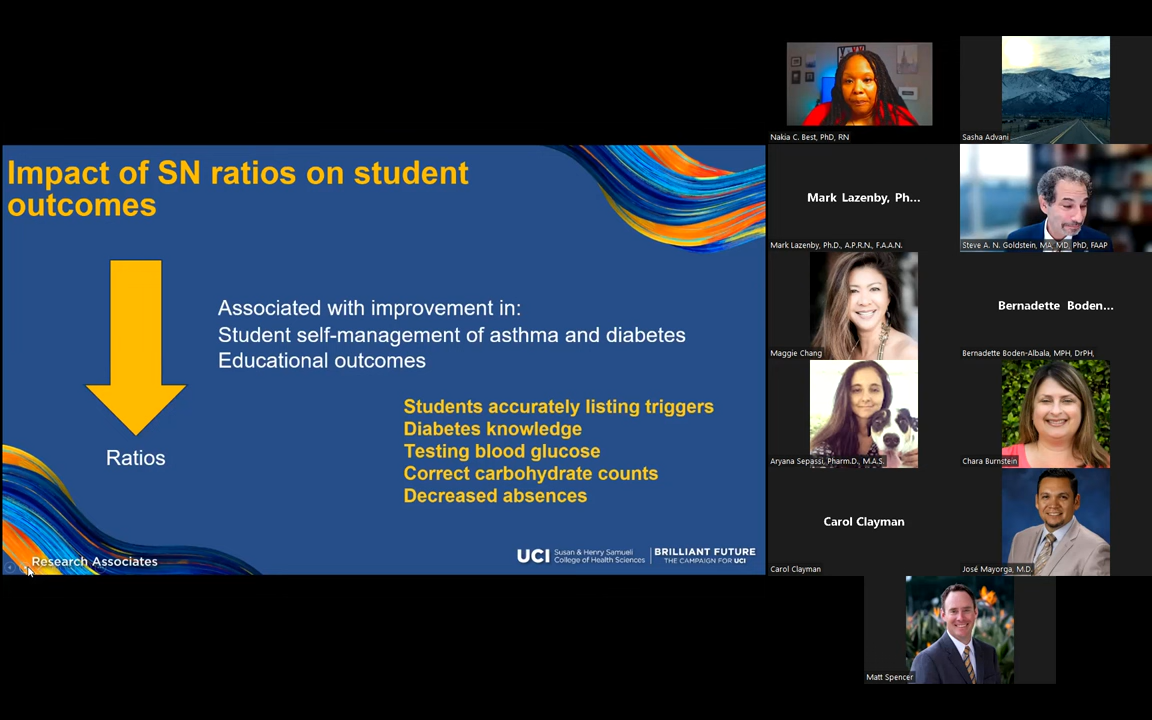 Impact of SN ratios on student
outcomes
Associated with improvement in:
Student self-management of asthma and diabetes
Educational outcomes
Students accurately listing triggers
Diabetes knowledge
Testing blood glucose
Correct carbohydrate counts
Decreased absences
Ratios
Research Associates
UCI
Susan & Henry Samueli
College of Health Sciences
BRILLIANT FUTURE
THE CAMPAIGN FOR UCI
Nakia C. Best, PhD, RN
Sasha Advani
Mark Lazenby, Ph...
Mark Lazenby, Ph.D., A.P.R.N., F.A.A.N.
Steve A. N. Goldstein, MA, MD, PhD, FAAP
Maggie Chang
Bernadette Boden...
Bernadette Boden-Albala, MPH, DrPH,
Aryana Sepassi, Pharm.D., M.A.S.
Chara Burnstein
Carol Clayman
Carol Clayman
José Mayorga, M.D.
Matt Spencer